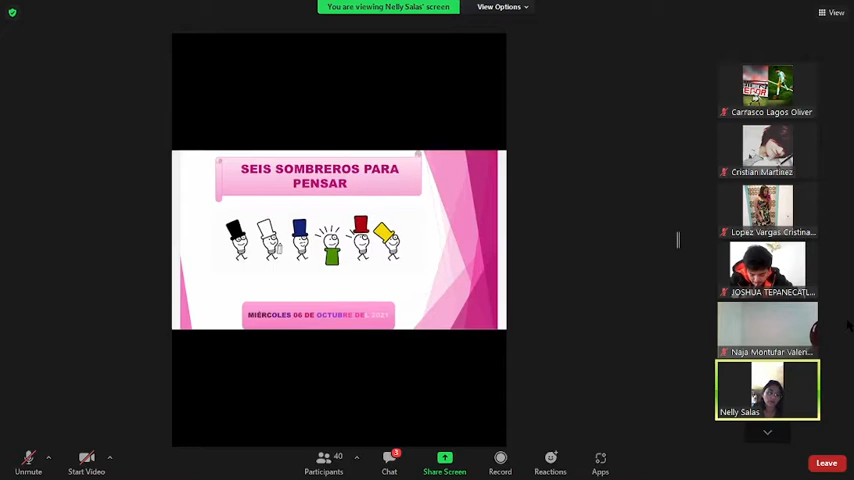 You are viewing Nelly Salas' screen
View Options
View
SEIS SOMBREROS PARA
PENSAR
MIÉRCOLES 06 DE OCTUBRE DEL 2021
Carrasco Lagos Oliver
Cristian Martinez
Lopez Vargas Cristina...
JOSHUA TEPANECATL...
Naja Montufar Valeri...
Nelly Salas
Unmute
Start Video
Participants
40
Chat
3
Share Screen
Record
Reactions
Apps
Leave